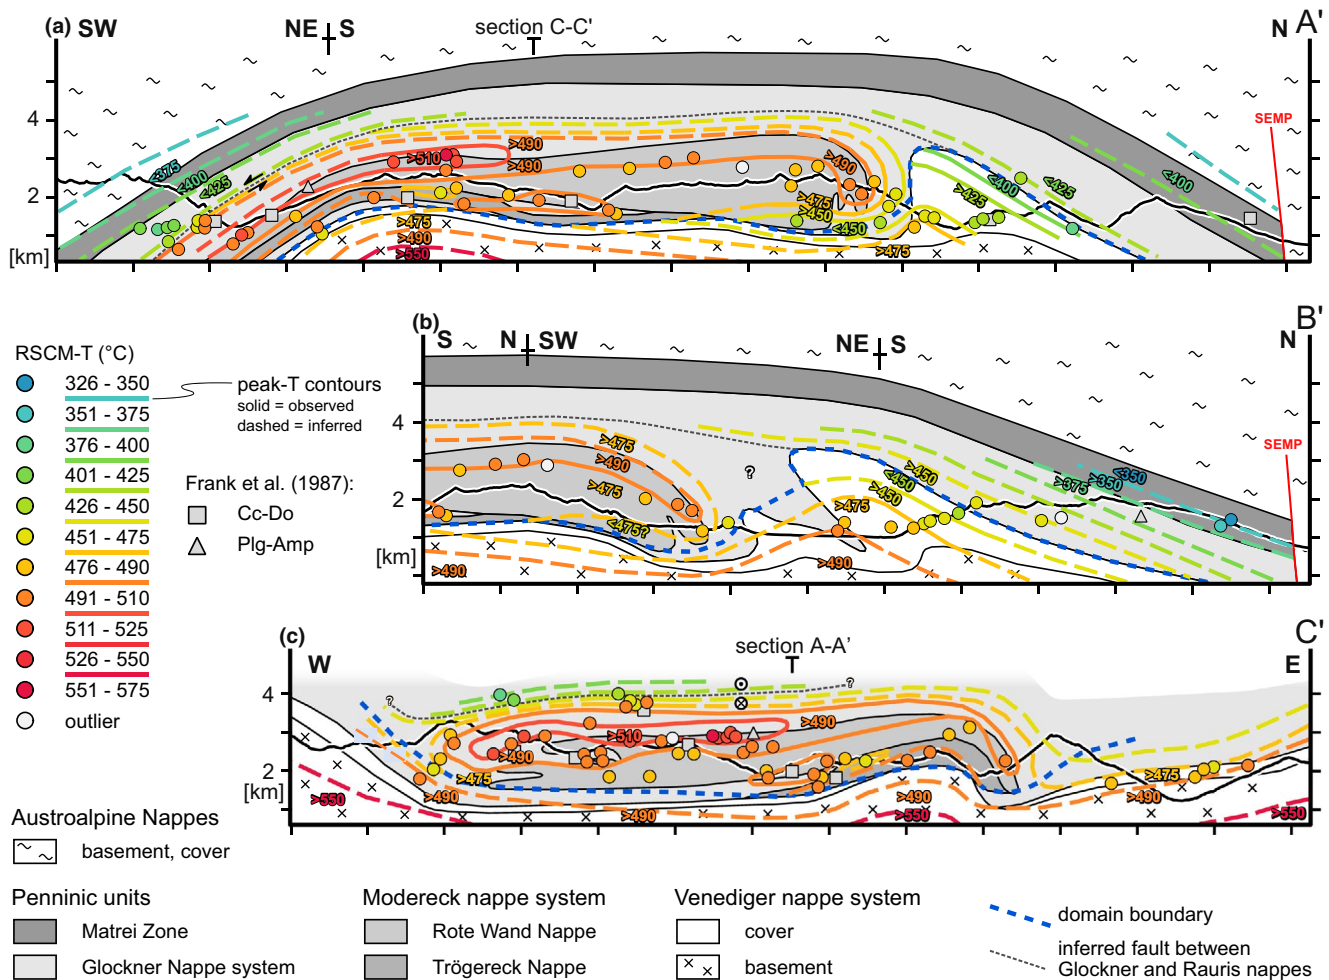 (a) SW NE S section C-C' N A'
SEMP
4
2
[km]
<375
<400
<425
>510
>490
>490
>490
>475
>450
<450
>475
>490
>550
>475
<400
>425
<425
<400
(b) S N SW NE S N B'
SEMP
4
2
[km]
>475
>490
>475
<475?
>490
?
<450
>450
>450
>475
>490
>375
>350
<350
(c) W section A-A' E C'
4
2
[km]
?
?
>510
>490
>490
>475
>490
>490
>490
>550
>550
>475
>490
>550
RSCM-T (°C)
326 - 350
351 - 375
376 - 400
401 - 425
426 - 450
451 - 475
476 - 490
491 - 510
511 - 525
526 - 550
551 - 575
outlier
peak-T contours
solid = observed
dashed = inferred
Frank et al. (1987):
Cc-Do
Plg-Amp
Austroalpine Nappes
basement, cover
Penninic units
Matrei Zone
Glockner Nappe system
Modereck nappe system
Rote Wand Nappe
Trögereck Nappe
Venediger nappe system
cover
basement
domain boundary
inferred fault between
Glockner and Rauris nappes